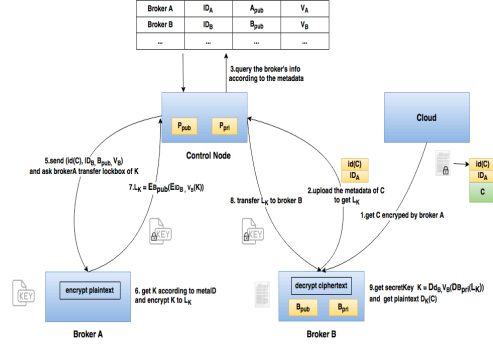 Broker A ID_A A_pub V_A
Broker B ID_B B_pub V_B
... ... ... ...
3.query the broker's info
according to the metadata
P_pub P_pri
Control Node
Cloud
5.send (id(C), ID_B, B_pub, V_B)
and ask brokerA transfer lockbox of K
7.L_K = E_Bpub(E_ID_B, V_B(K))
8. transfer L_K to broker B
id(C)
ID_A
2.upload the metadata of C
to get L_K
1.get C encryped by broker A
id(C)
ID_A
C
KEY
KEY
KEY
encrypt plaintext
6. get K according to metaID
and encrypt K to L_K
Broker A
decrypt ciphertext
B_pub B_pri
Broker B
9.get secretKey K = D_dB,V_B(D_Bpri(L_K))
and get plaintext D_K(C)